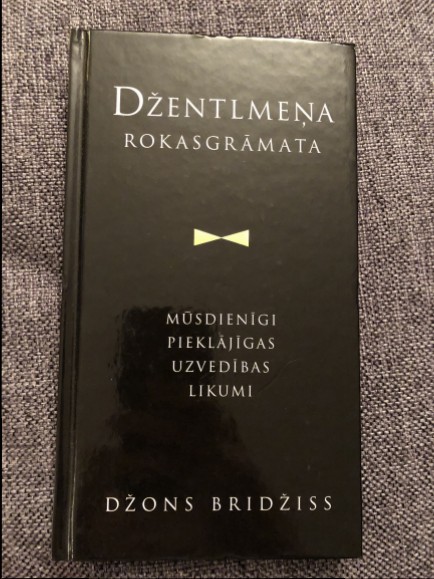 DŽENTLMEŅA
ROKASGRĀMATA
MŪSDIENĪGI
PIEKLĀJĪGAS
UZVEDĪBAS
LIKUMI
DŽONS BRIDŽISS